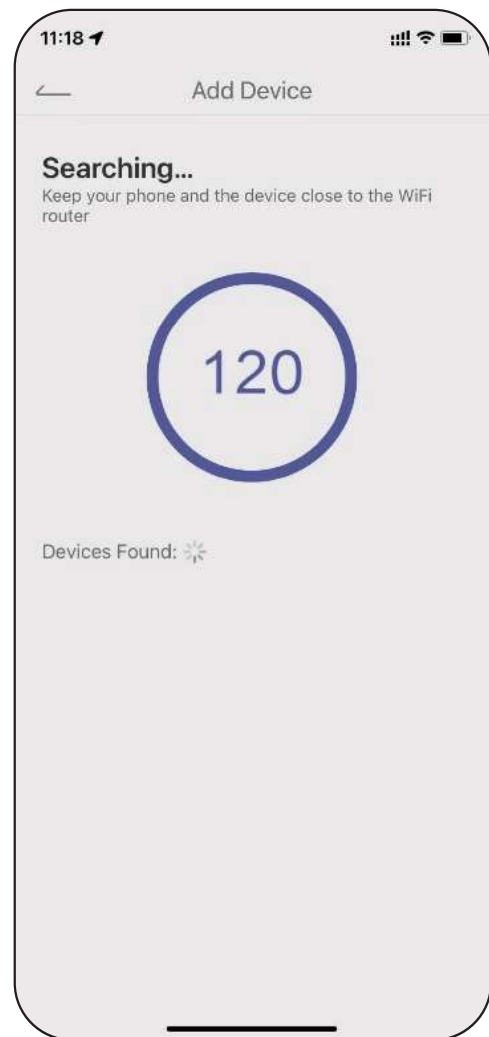 11:18
Add Device
Searching...
Keep your phone and the device close to the WiFi
router
120
Devices Found: